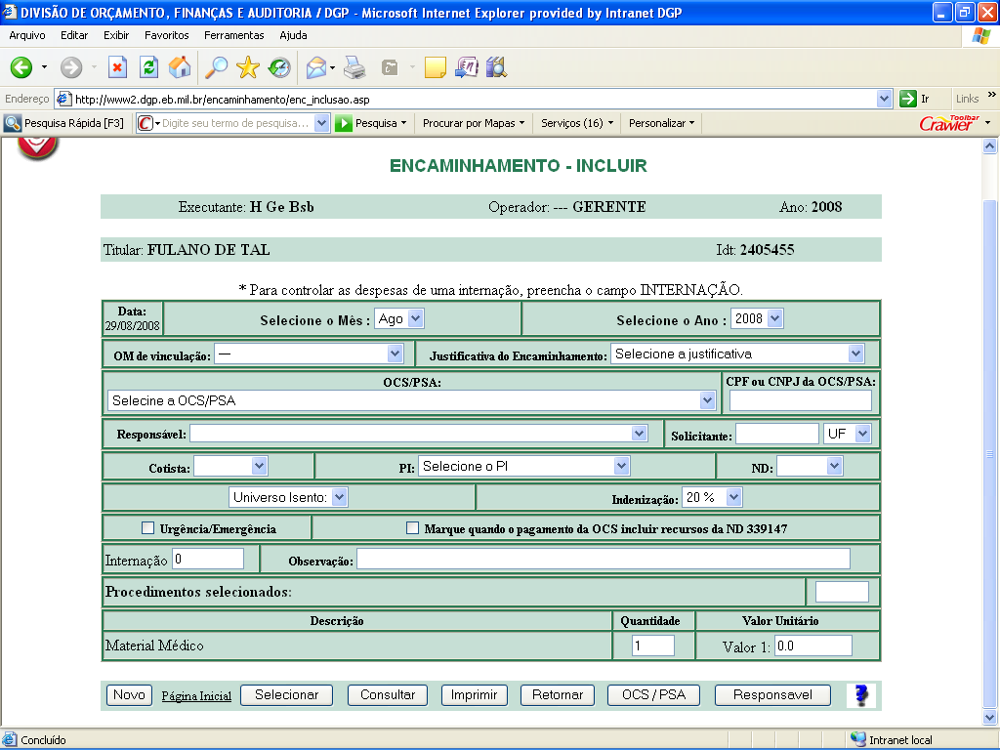 DIVISÃO DE ORÇAMENTO, FINANÇAS E AUDITORIA / DGP - Microsoft Internet Explorer provided by Intranet DGP
Arquivo Editar Exibir Favoritos Ferramentas Ajuda
Endereço http://www2.dgp.eb.mil.br/encaminhamento/enc_inclusao.asp Ir Links »
Pesquisa Rápida [F3] Digite seu termo de pesquisa... Pesquisa Procurar por Mapas Serviços (16) Personalizar Crawler Toolbar
ENCAMINHAMENTO - INCLUIR
Executante: H Ge Bsb Operador: --- GERENTE Ano: 2008
Titular: FULANO DE TAL Idt: 2405455
* Para controlar as despesas de uma internação, preencha o campo INTERNAÇÃO.
Data:
29/08/2008 Selecione o Mês : Ago Selecione o Ano : 2008
OM de vinculação: --- Justificativa do Encaminhamento: Selecione a justificativa
OCS/PSA: CPF ou CNPJ da OCS/PSA:
Selecine a OCS/PSA
Responsável: Solicitante: UF
Cotista: PI: Selecione o PI ND:
Universo Isento: Indenização: 20 %
Urgência/Emergência Marque quando o pagamento da OCS incluir recursos da ND 339147
Internação 0 Observação:
Procedimentos selecionados:
Descrição Quantidade Valor Unitário
Material Médico 1 Valor 1: 0.0
Novo Página Inicial Selecionar Consultar Imprimir Retornar OCS / PSA Responsavel ?
Concluído Intranet local